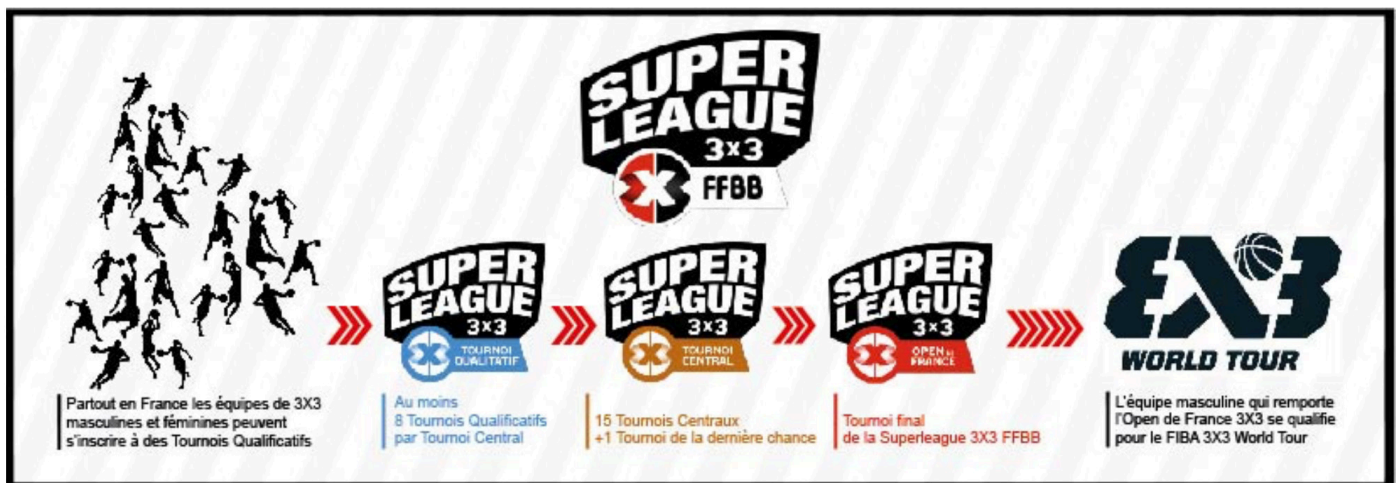 SUPER
LEAGUE
3x3
FFBB
SUPER
LEAGUE
3x3
TOURNOI
QUALITATIF
SUPER
LEAGUE
3x3
TOURNOI
CENTRAL
SUPER
LEAGUE
3x3
OPEN DE
FRANCE
3X3
WORLD TOUR
Partout en France les équipes de 3X3
masculines et féminines peuvent
s'inscrire à des Tournois Qualificatifs
Au moins
8 Tournois Qualificatifs
par Tournoi Central
15 Tournois Centraux
+1 Tournoi de la dernière chance
Tournoi final
de la Superleague 3X3 FFBB
L'équipe masculine qui remporte
l'Open de France 3X3 se qualifie
pour le FIBA 3X3 World Tour